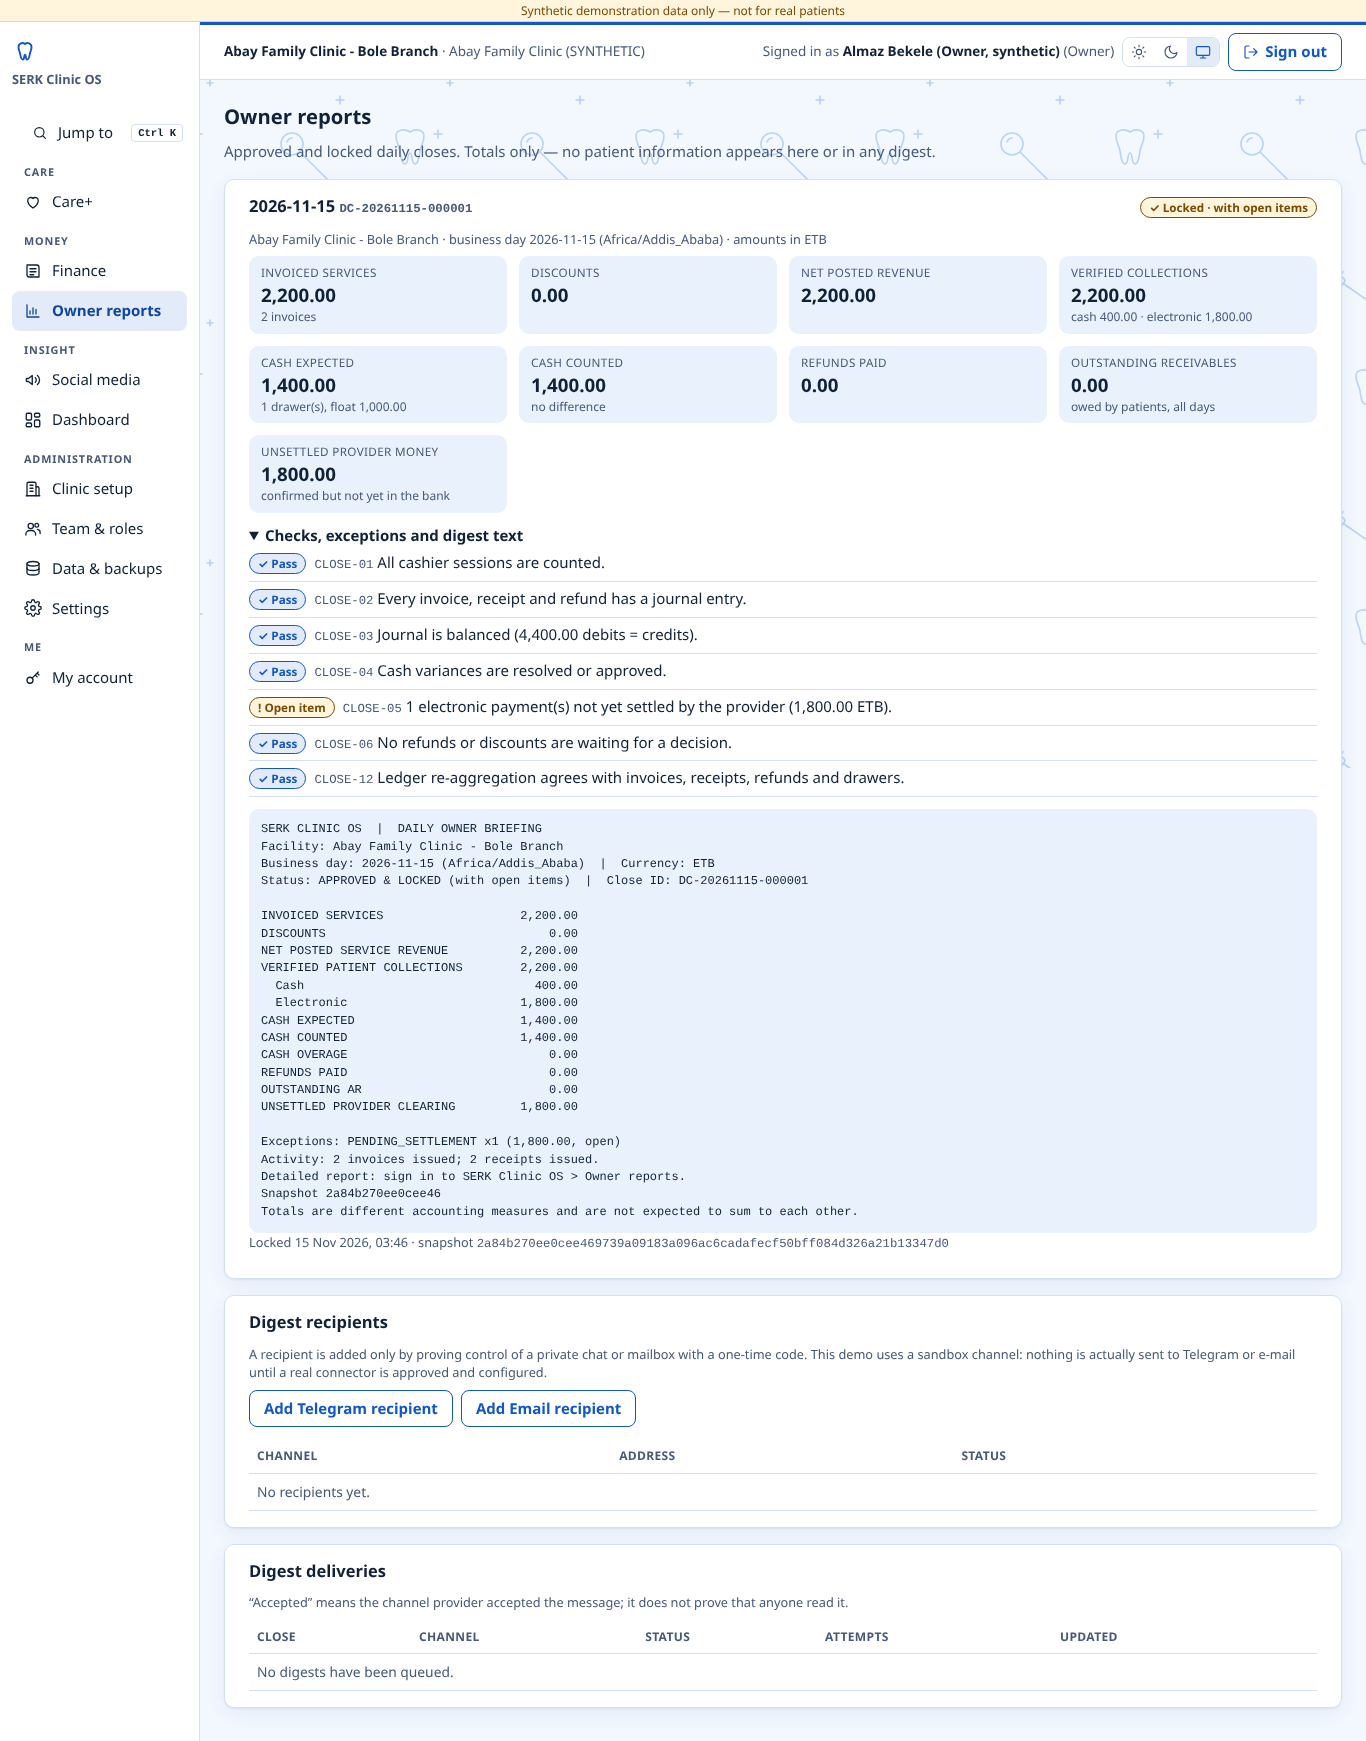 Synthetic demonstration data only — not for real patients
SERK Clinic OS
Jump to Ctrl K
CARE
Care+
MONEY
Finance
Owner reports
INSIGHT
Social media
Dashboard
ADMINISTRATION
Clinic setup
Team & roles
Data & backups
Settings
ME
My account
Abay Family Clinic - Bole Branch · Abay Family Clinic (SYNTHETIC)
Signed in as Almaz Bekele (Owner, synthetic) (Owner)
Sign out
Owner reports
Approved and locked daily closes. Totals only — no patient information appears here or in any digest.
2026-11-15 DC-20261115-000001
✓ Locked · with open items
Abay Family Clinic - Bole Branch · business day 2026-11-15 (Africa/Addis_Ababa) · amounts in ETB
INVOICED SERVICES
2,200.00
2 invoices
DISCOUNTS
0.00
NET POSTED REVENUE
2,200.00
VERIFIED COLLECTIONS
2,200.00
cash 400.00 · electronic 1,800.00
CASH EXPECTED
1,400.00
1 drawer(s), float 1,000.00
CASH COUNTED
1,400.00
no difference
REFUNDS PAID
0.00
OUTSTANDING RECEIVABLES
0.00
owed by patients, all days
UNSETTLED PROVIDER MONEY
1,800.00
confirmed but not yet in the bank
▼ Checks, exceptions and digest text
✓ Pass CLOSE-01 All cashier sessions are counted.
✓ Pass CLOSE-02 Every invoice, receipt and refund has a journal entry.
✓ Pass CLOSE-03 Journal is balanced (4,400.00 debits = credits).
✓ Pass CLOSE-04 Cash variances are resolved or approved.
! Open item CLOSE-05 1 electronic payment(s) not yet settled by the provider (1,800.00 ETB).
✓ Pass CLOSE-06 No refunds or discounts are waiting for a decision.
✓ Pass CLOSE-12 Ledger re-aggregation agrees with invoices, receipts, refunds and drawers.
SERK CLINIC OS | DAILY OWNER BRIEFING
Facility: Abay Family Clinic - Bole Branch
Business day: 2026-11-15 (Africa/Addis_Ababa) | Currency: ETB
Status: APPROVED & LOCKED (with open items) | Close ID: DC-20261115-000001
INVOICED SERVICES 2,200.00
DISCOUNTS 0.00
NET POSTED SERVICE REVENUE 2,200.00
VERIFIED PATIENT COLLECTIONS 2,200.00
Cash 400.00
Electronic 1,800.00
CASH EXPECTED 1,400.00
CASH COUNTED 1,400.00
CASH OVERAGE 0.00
REFUNDS PAID 0.00
OUTSTANDING AR 0.00
UNSETTLED PROVIDER CLEARING 1,800.00
Exceptions: PENDING_SETTLEMENT x1 (1,800.00, open)
Activity: 2 invoices issued; 2 receipts issued.
Detailed report: sign in to SERK Clinic OS > Owner reports.
Snapshot 2a84b270ee0cee46
Totals are different accounting measures and are not expected to sum to each other.
Locked 15 Nov 2026, 03:46 · snapshot 2a84b270ee0cee469739a09183a096ac6cadafecf50bff084d326a21b13347d0
Digest recipients
A recipient is added only by proving control of a private chat or mailbox with a one-time code. This demo uses a sandbox channel: nothing is actually sent to Telegram or e-mail
until a real connector is approved and configured.
Add Telegram recipient
Add Email recipient
CHANNEL ADDRESS STATUS
No recipients yet.
Digest deliveries
“Accepted” means the channel provider accepted the message; it does not prove that anyone read it.
CLOSE CHANNEL STATUS ATTEMPTS UPDATED
No digests have been queued.